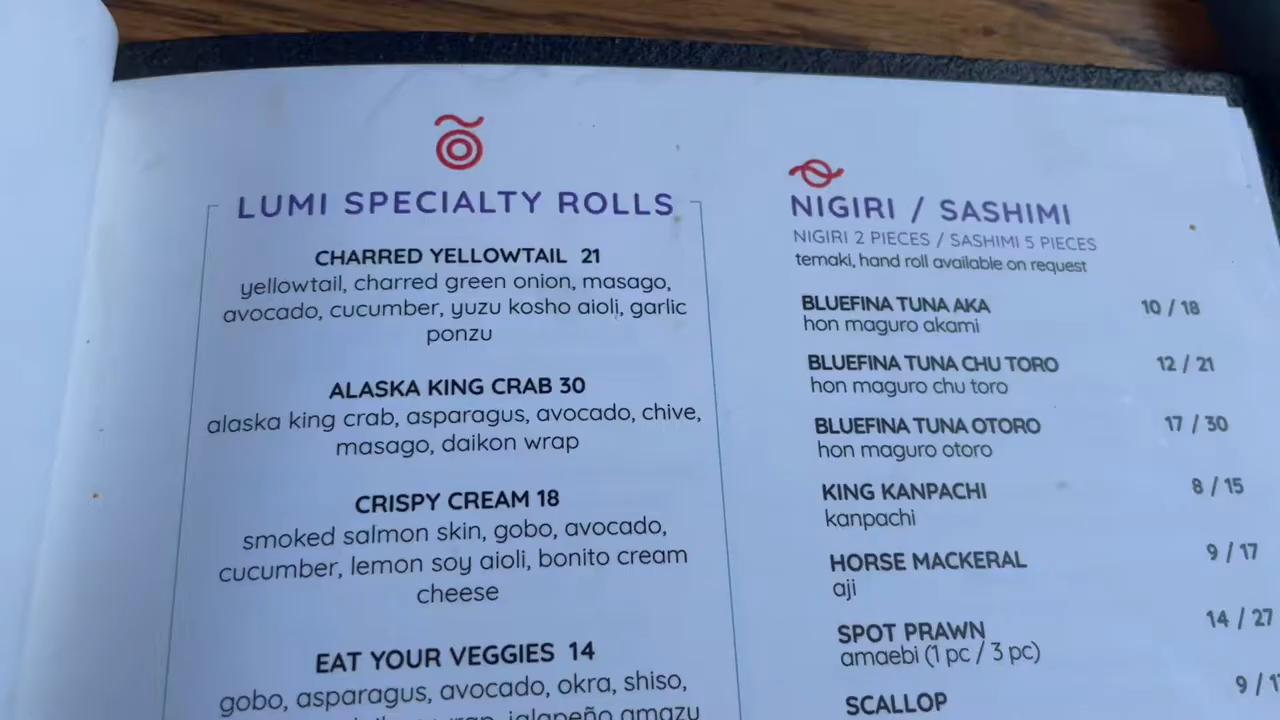 LUMI SPECIALTY ROLLS
CHARRED YELLOWTAIL 21
yellowtail, charred green onion, masago,
avocado, cucumber, yuzu kosho aioli, garlic
ponzu
ALASKA KING CRAB 30
alaska king crab, asparagus, avocado, chive,
masago, daikon wrap
CRISPY CREAM 18
smoked salmon skin, gobo, avocado,
cucumber, lemon soy aioli, bonito cream
cheese
EAT YOUR VEGGIES 14
gobo, asparagus, avocado, okra, shiso,
jalapeño amazu
NIGIRI / SASHIMI
NIGIRI 2 PIECES / SASHIMI 5 PIECES
temaki, hand roll available on request
BLUEFINA TUNA AKA 10 / 18
hon maguro akami
BLUEFINA TUNA CHU TORO 12 / 21
hon maguro chu toro
BLUEFINA TUNA OTORO 17 / 30
hon maguro otoro
KING KANPACHI 8 / 15
kanpachi
HORSE MACKERAL 9 / 17
aji
SPOT PRAWN 14 / 27
amaebi (1 pc / 3 pc)
SCALLOP 9 /